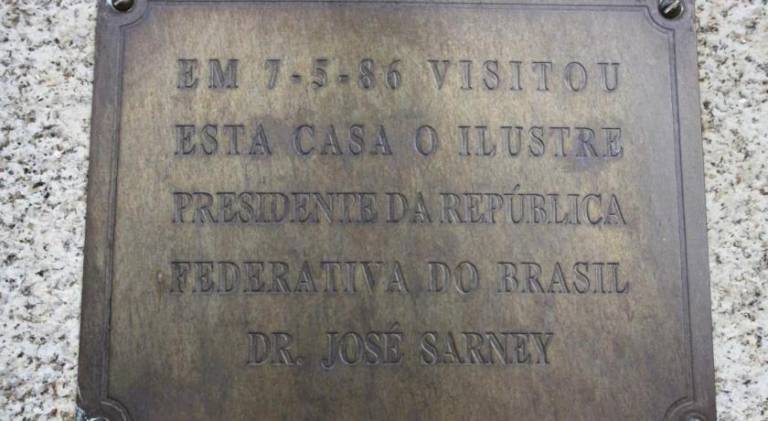 EM 7-5-86 VISITOU
ESTA CASA O ILUSTRE
PRESIDENTE DA REPÚBLICA
FEDERATIVA DO BRASIL
DR. JOSÉ SARNEY